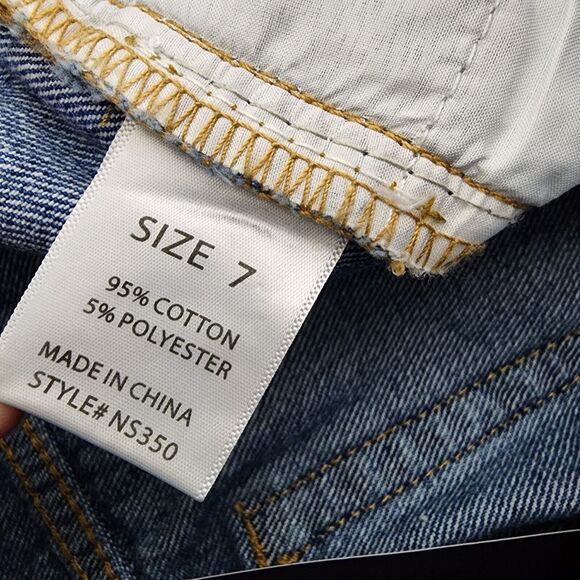 SIZE 7
95% COTTON
5% POLYESTER
MADE IN CHINA
STYLE# NS350